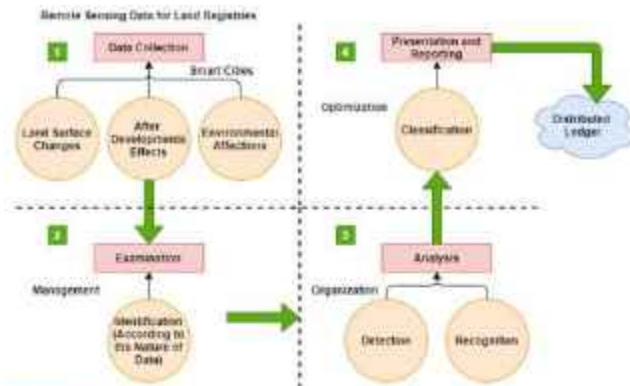 Remote Sensing Data for Land Registries
1
Data Collection
Smart Cities
Land Surface
Changes
After
Developments
Effects
Environmental
Affections
2
Examination
Management
Identification
(According to
the Nature of
Data)
3
Analysis
Organization
Detection
Recognition
4
Presentation and
Reporting
Optimization
Classification
Distributed
Ledger